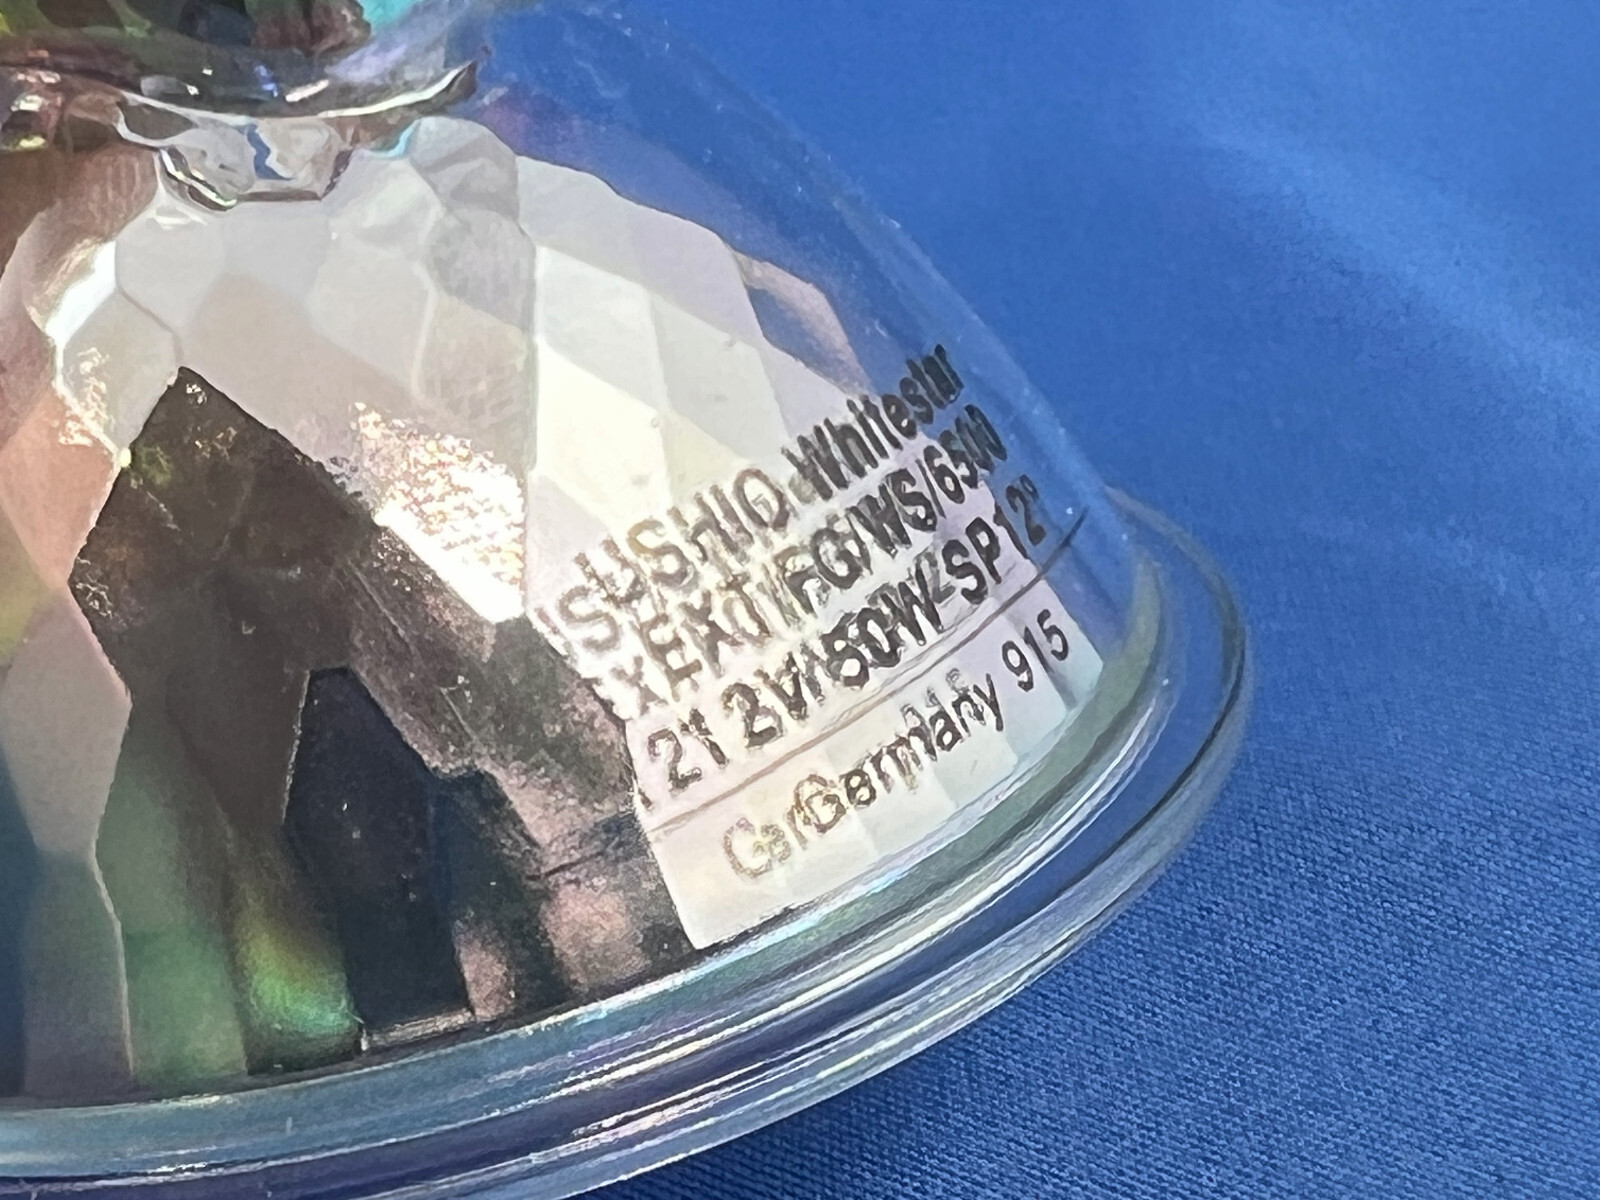 USHIO Whitestar
EXT/FG/WS/6500
12V/50W SP12°
Germany 915